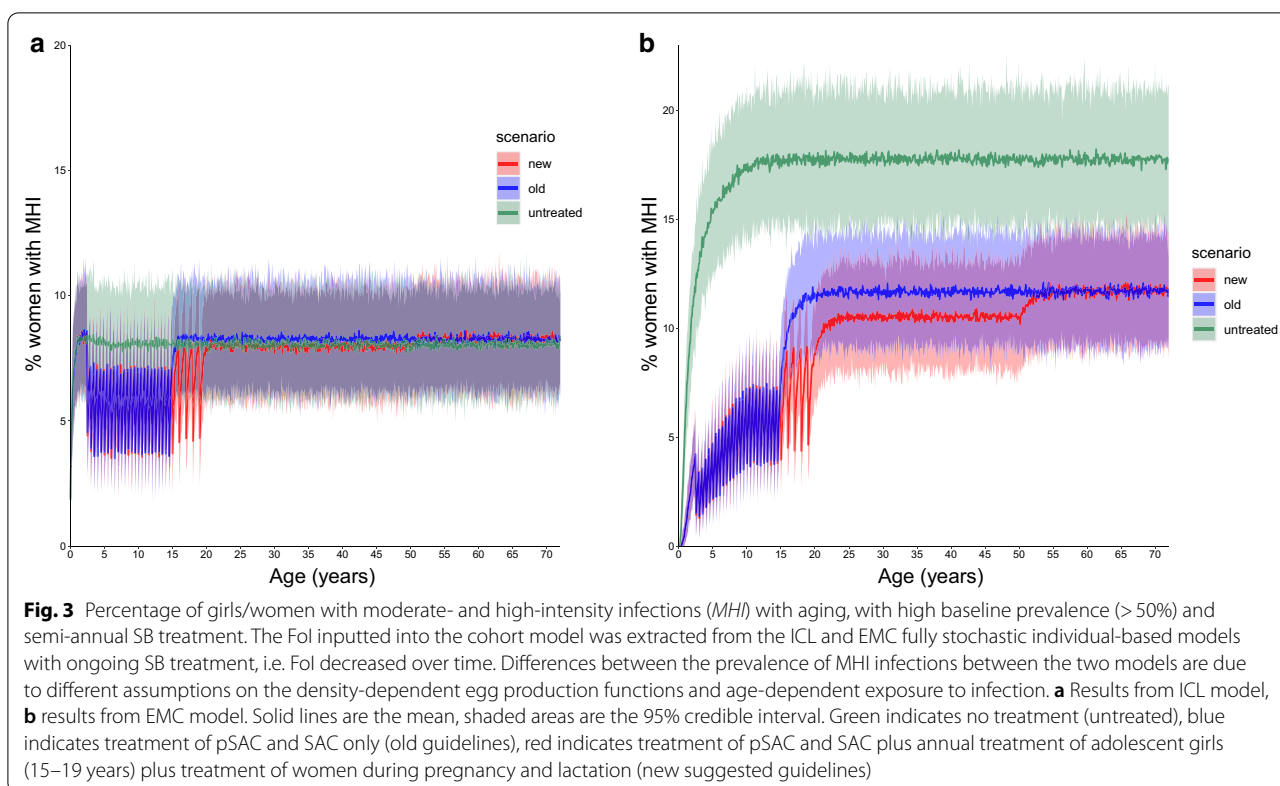 a
20
15
10
5
0
% women with MHI
scenario
new
old
untreated
0 5 10 15 20 25 30 35 40 45 50 55 60 65 70
Age (years)
b
20
15
10
5
0
% women with MHI
scenario
new
old
untreated
0 5 10 15 20 25 30 35 40 45 50 55 60 65 70
Age (years)
Fig. 3 Percentage of girls/women with moderate- and high-intensity infections (MHI) with aging, with high baseline prevalence (> 50%) and
semi-annual SB treatment. The FoI inputted into the cohort model was extracted from the ICL and EMC fully stochastic individual-based models
with ongoing SB treatment, i.e. FoI decreased over time. Differences between the prevalence of MHI infections between the two models are due
to different assumptions on the density-dependent egg production functions and age-dependent exposure to infection. a Results from ICL model,
b results from EMC model. Solid lines are the mean, shaded areas are the 95% credible interval. Green indicates no treatment (untreated), blue
indicates treatment of pSAC and SAC only (old guidelines), red indicates treatment of pSAC and SAC plus annual treatment of adolescent girls
(15–19 years) plus treatment of women during pregnancy and lactation (new suggested guidelines)